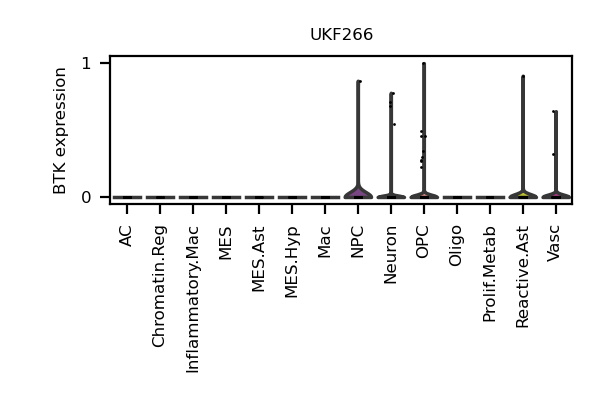 UKF266
BTK expression
1
0
AC
Chromatin.Reg
Inflammatory.Mac
MES
MES.Ast
MES.Hyp
Mac
NPC
Neuron
OPC
Oligo
Prolif.Metab
Reactive.Ast
Vasc